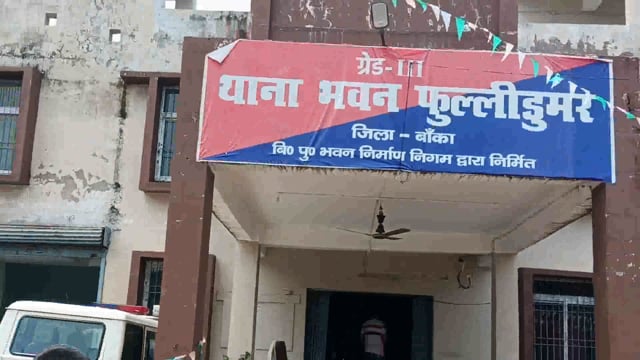 ग्रेड-III
थाना भवन फुल्लीडुमर
जिला - बाँका
बि० पु० भवन निर्माण निगम द्वारा निर्मित